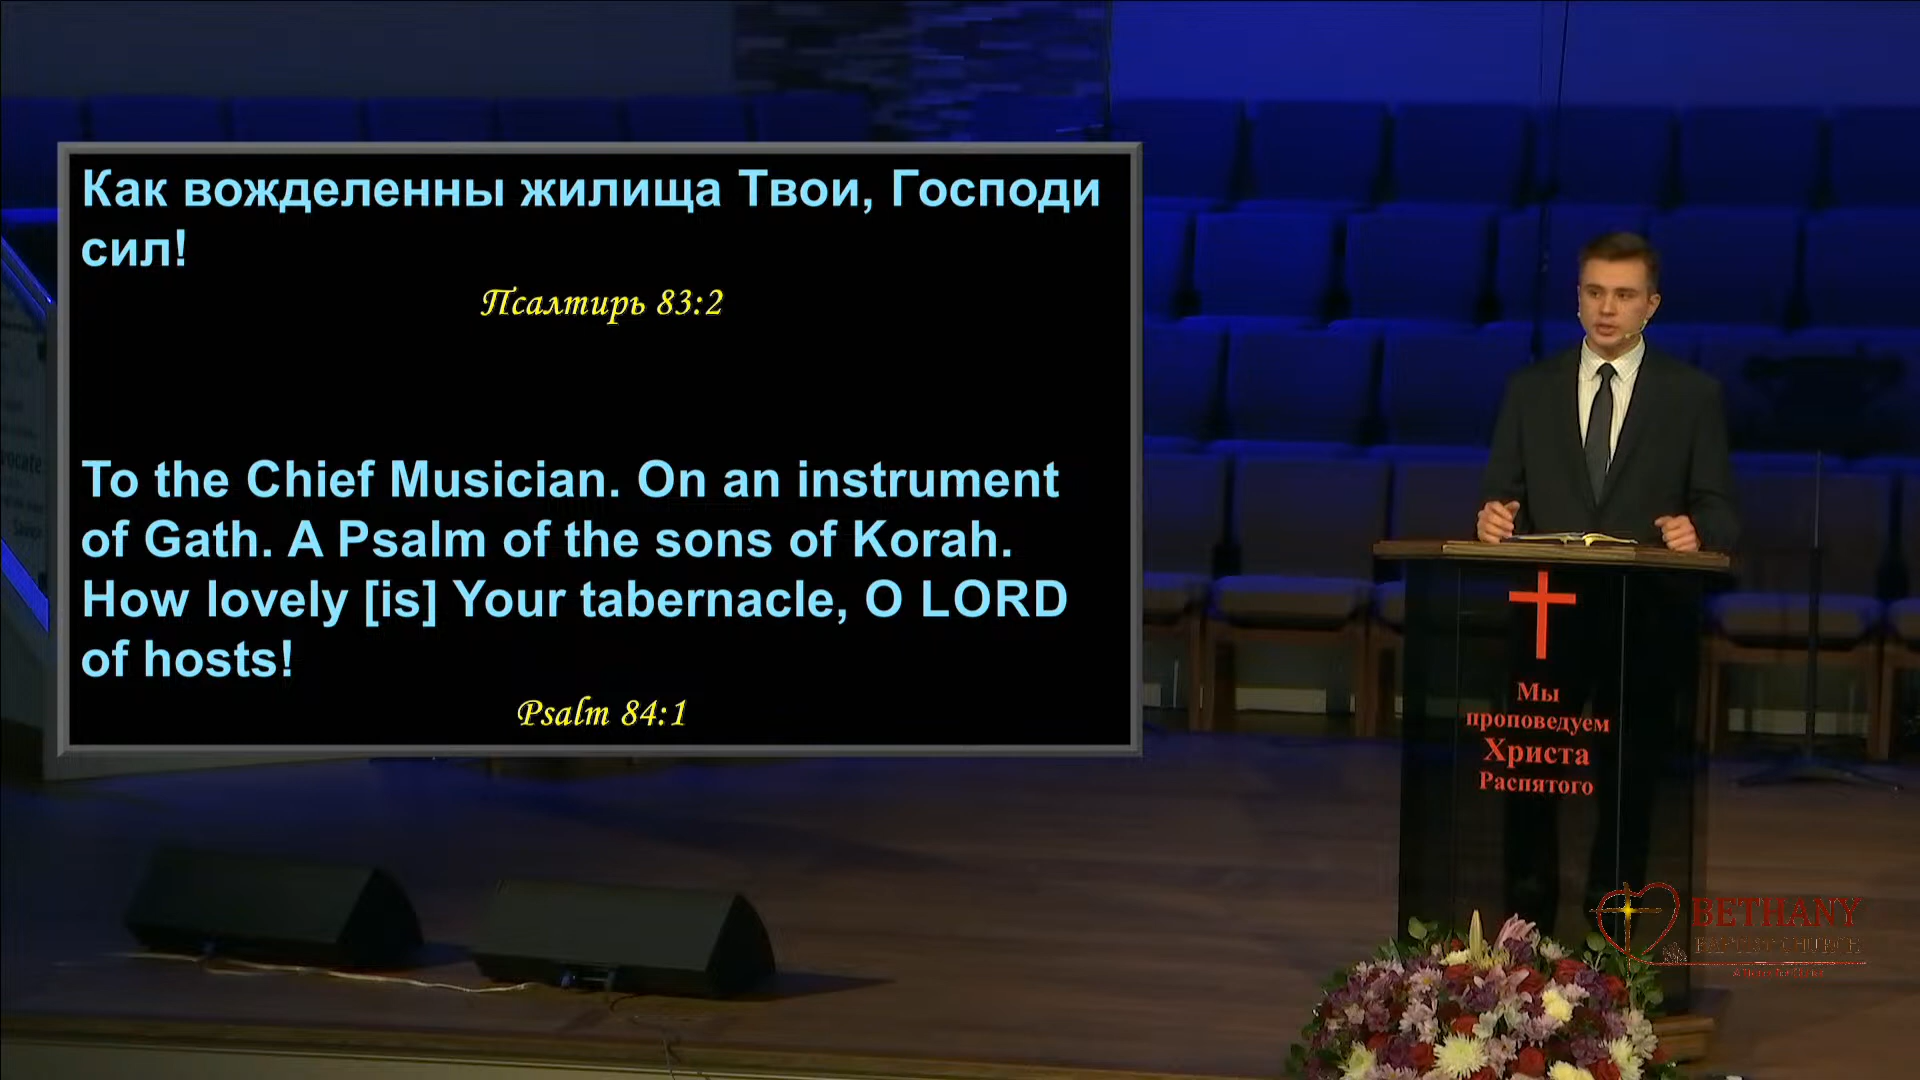 Как вожделенны жилища Твои, Господи
сил!
Псалтирь 83:2
To the Chief Musician. On an instrument
of Gath. A Psalm of the sons of Korah.
How lovely [is] Your tabernacle, O LORD
of hosts!
Psalm 84:1
Мы
проповедуем
Христа
Распятого
BETHANY
BAPTIST CHURCH